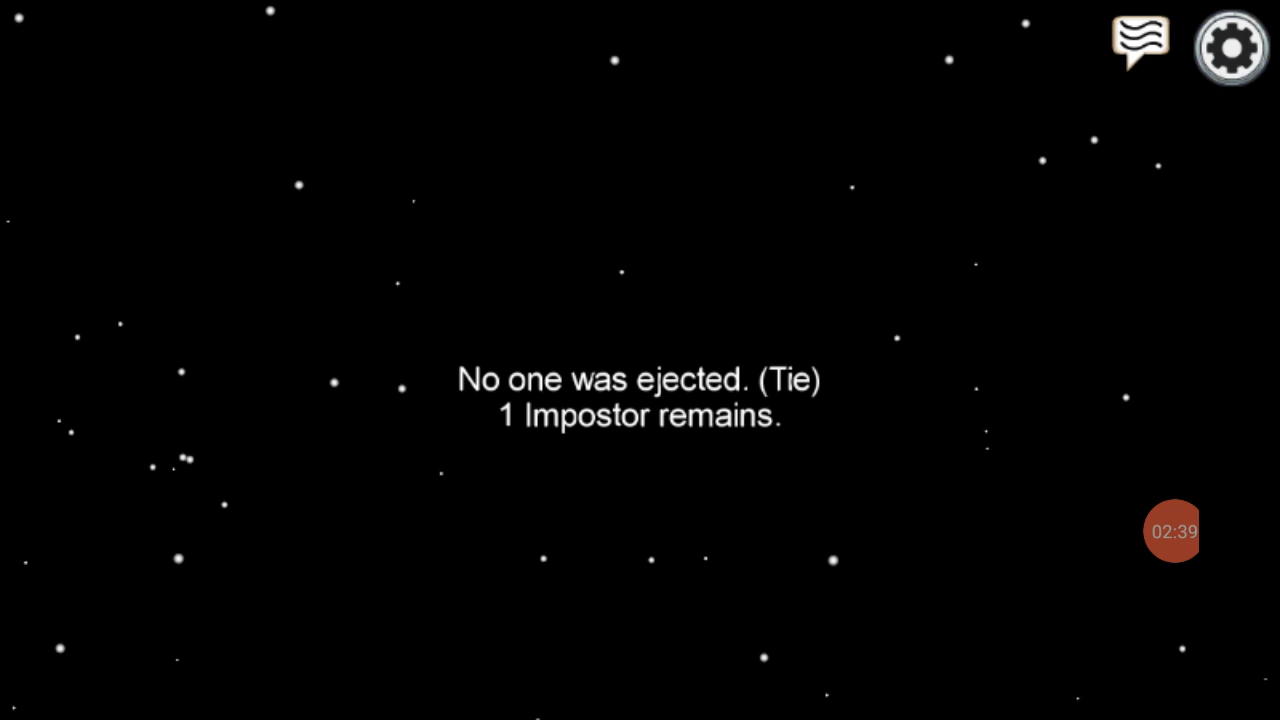 No one was ejected. (Tie)
1 Impostor remains.
02:39